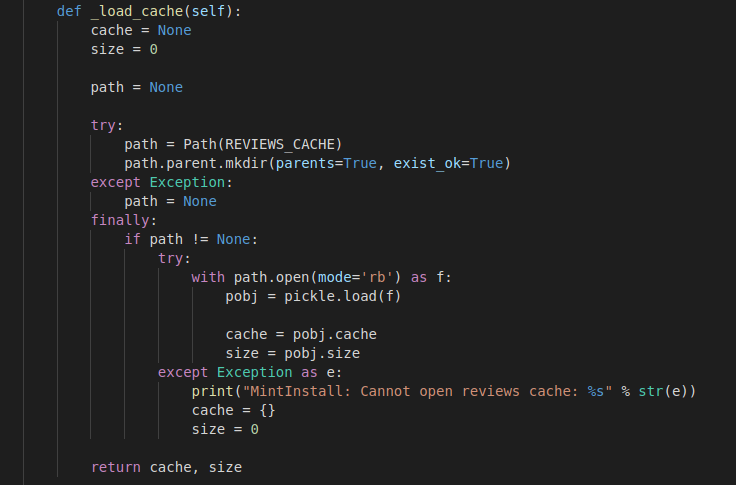 def _load_cache(self):
cache = None
size = 0
path = None
try:
path = Path(REVIEWS_CACHE)
path.parent.mkdir(parents=True, exist_ok=True)
except Exception:
path = None
finally:
if path != None:
try:
with path.open(mode='rb') as f:
pobj = pickle.load(f)
cache = pobj.cache
size = pobj.size
except Exception as e:
print("MintInstall: Cannot open reviews cache: %s" % str(e))
cache = {}
size = 0
return cache, size